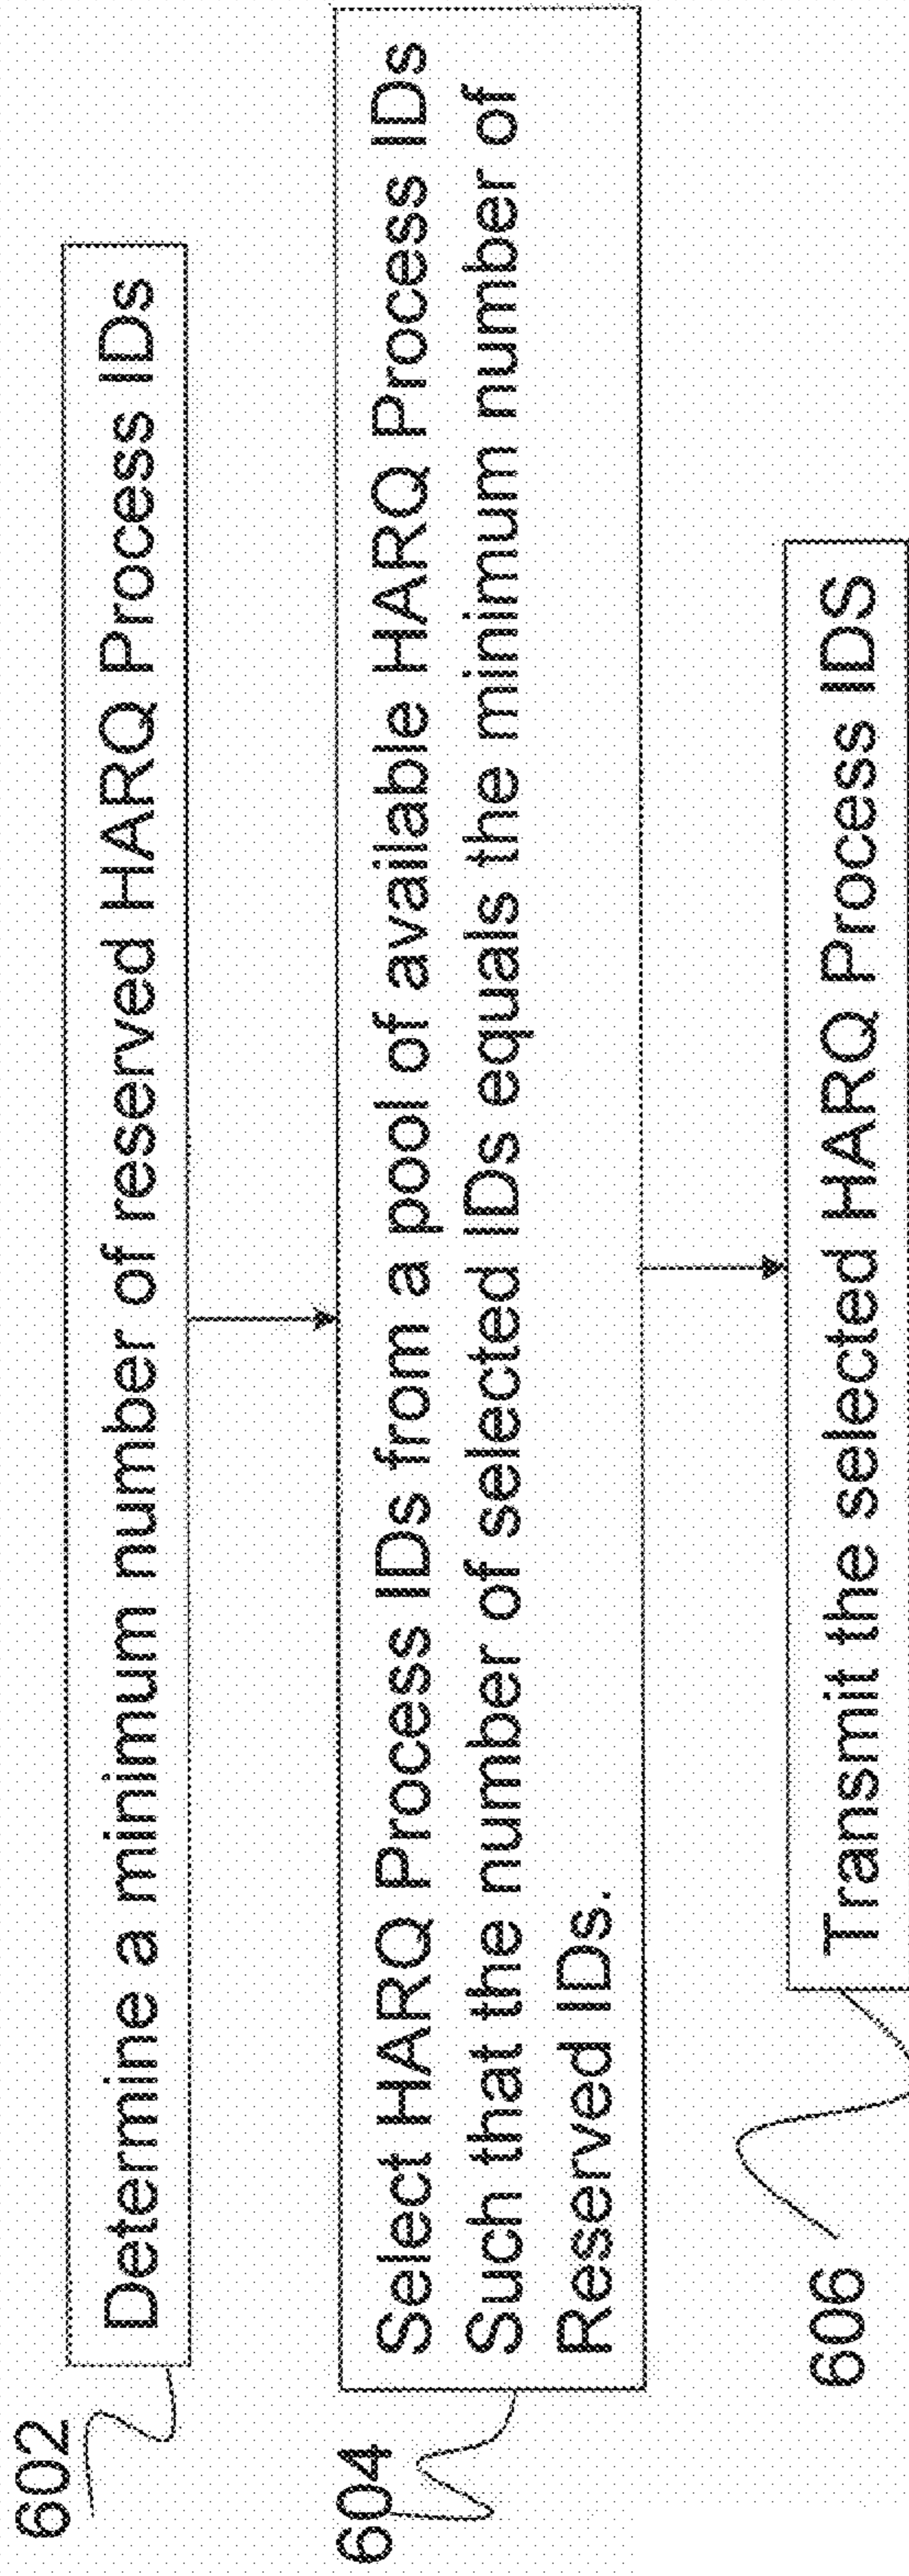 602
Determine a minimum number of reserved HARQ Process IDs
604
Select HARQ Process IDs from a pool of available HARQ Process IDs
Such that the number of selected IDs equals the minimum number of
Reserved IDs.
606
Transmit the selected HARQ Process IDS